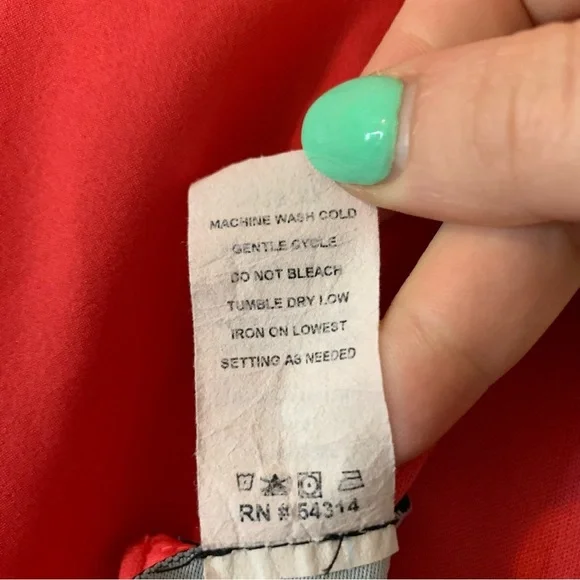 MACHINE WASH COLD
GENTLE CYCLE
DO NOT BLEACH
TUMBLE DRY LOW
IRON ON LOWEST
SETTING AS NEEDED
RN # 54314